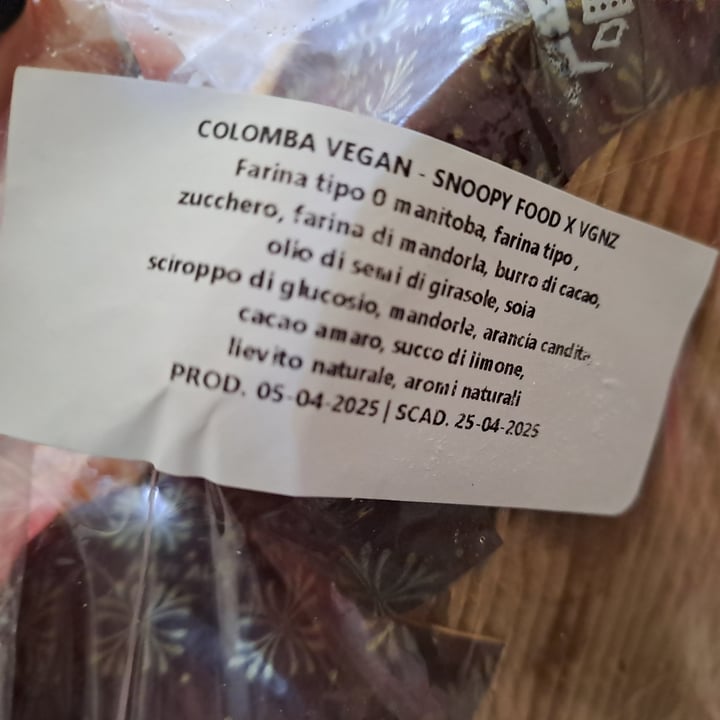 COLOMBA VEGAN - SNOOPY FOOD X VGNZ
Farina tipo 0 manitoba, farina tipo ,
zucchero, farina di mandorla, burro di cacao,
olio di semi di girasole, soia
sciroppo di glucosio, mandorle, arancia candite,
cacao amaro, succo di limone,
lievito naturale, aromi naturali
PROD. 05-04-2025 | SCAD. 25-04-2025